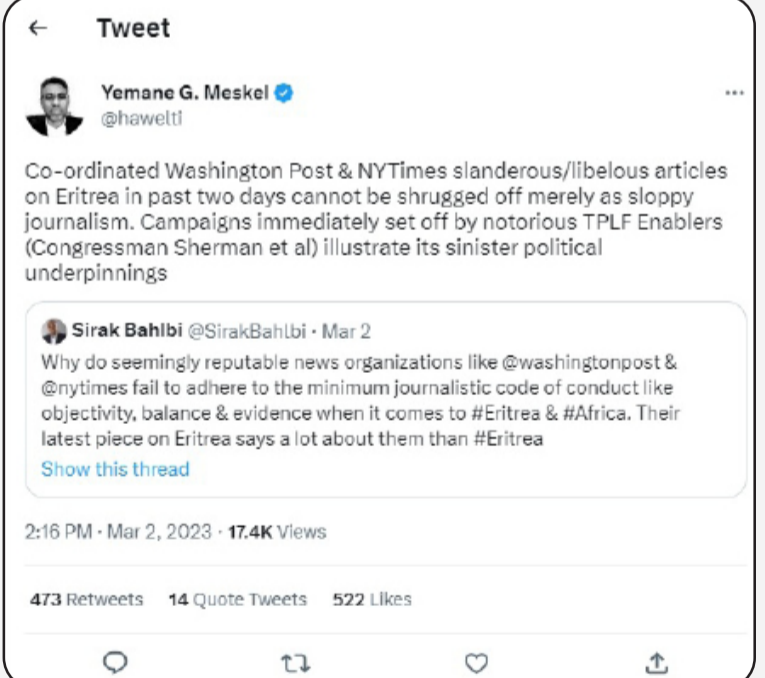 Tweet
Yemane G. Meskel
@hawelti
Co-ordinated Washington Post & NYTimes slanderous/libelous articles
on Eritrea in past two days cannot be shrugged off merely as sloppy
journalism. Campaigns immediately set off by notorious TPLF Enablers
(Congressman Sherman et al) illustrate its sinister political
underpinnings
Sirak Bahlbi @SirakBahlbi · Mar 2
Why do seemingly reputable news organizations like @washingtonpost &
@nytimes fail to adhere to the minimum journalistic code of conduct like
objectivity, balance & evidence when it comes to #Eritrea & #Africa. Their
latest piece on Eritrea says a lot about them than #Eritrea
Show this thread
2:16 PM · Mar 2, 2023 · 17.4K Views
473 Retweets 14 Quote Tweets 522 Likes